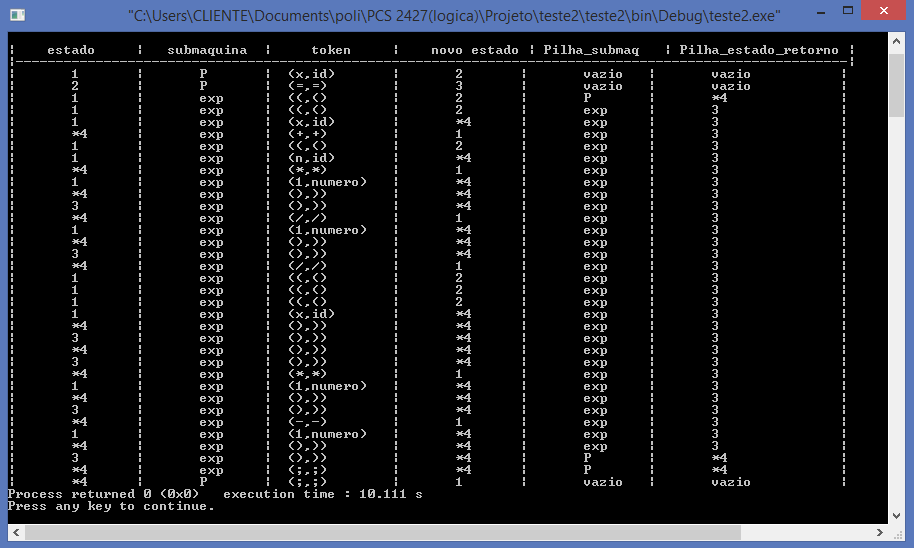 "C:\Users\CLIENTE\Documents\poli\PCS 2427(logica)\Projeto\teste2\teste2\bin\Debug\teste2.exe"
¦ estado ¦ submaquina ¦ token ¦ novo estado ¦ Pilha_submaq ¦ Pilha_estado_retorno ¦
¦----------------------------------------------------------------------------------------------------------¦
¦ 1 ¦ P ¦ (x,id) ¦ 2 ¦ vazio ¦ vazio ¦
¦ 2 ¦ P ¦ (=,=) ¦ 3 ¦ vazio ¦ vazio ¦
¦ 1 ¦ exp ¦ ((,() ¦ 2 ¦ P ¦ *4 ¦
¦ 1 ¦ exp ¦ ((,() ¦ 2 ¦ exp ¦ 3 ¦
¦ 1 ¦ exp ¦ (x,id) ¦ *4 ¦ exp ¦ 3 ¦
¦ *4 ¦ exp ¦ (+,+) ¦ 1 ¦ exp ¦ 3 ¦
¦ 1 ¦ exp ¦ ((,() ¦ 2 ¦ exp ¦ 3 ¦
¦ 1 ¦ exp ¦ (n,id) ¦ *4 ¦ exp ¦ 3 ¦
¦ *4 ¦ exp ¦ (*,*) ¦ 1 ¦ exp ¦ 3 ¦
¦ 1 ¦ exp ¦ (1,numero) ¦ *4 ¦ exp ¦ 3 ¦
¦ *4 ¦ exp ¦ (),)) ¦ *4 ¦ exp ¦ 3 ¦
¦ 3 ¦ exp ¦ (),)) ¦ *4 ¦ exp ¦ 3 ¦
¦ *4 ¦ exp ¦ (/,/) ¦ 1 ¦ exp ¦ 3 ¦
¦ 1 ¦ exp ¦ (1,numero) ¦ *4 ¦ exp ¦ 3 ¦
¦ *4 ¦ exp ¦ (),)) ¦ *4 ¦ exp ¦ 3 ¦
¦ 3 ¦ exp ¦ (),)) ¦ *4 ¦ exp ¦ 3 ¦
¦ *4 ¦ exp ¦ (/,/) ¦ 1 ¦ exp ¦ 3 ¦
¦ 1 ¦ exp ¦ ((,() ¦ 2 ¦ exp ¦ 3 ¦
¦ 1 ¦ exp ¦ ((,() ¦ 2 ¦ exp ¦ 3 ¦
¦ 1 ¦ exp ¦ ((,() ¦ 2 ¦ exp ¦ 3 ¦
¦ 1 ¦ exp ¦ (x,id) ¦ *4 ¦ exp ¦ 3 ¦
¦ *4 ¦ exp ¦ (),)) ¦ *4 ¦ exp ¦ 3 ¦
¦ 3 ¦ exp ¦ (),)) ¦ *4 ¦ exp ¦ 3 ¦
¦ *4 ¦ exp ¦ (),)) ¦ *4 ¦ exp ¦ 3 ¦
¦ 3 ¦ exp ¦ (),)) ¦ *4 ¦ exp ¦ 3 ¦
¦ *4 ¦ exp ¦ (*,*) ¦ 1 ¦ exp ¦ 3 ¦
¦ 1 ¦ exp ¦ (1,numero) ¦ *4 ¦ exp ¦ 3 ¦
¦ *4 ¦ exp ¦ (),)) ¦ *4 ¦ exp ¦ 3 ¦
¦ 3 ¦ exp ¦ (),)) ¦ *4 ¦ exp ¦ 3 ¦
¦ *4 ¦ exp ¦ (-,-) ¦ 1 ¦ exp ¦ 3 ¦
¦ 1 ¦ exp ¦ (1,numero) ¦ *4 ¦ exp ¦ 3 ¦
¦ *4 ¦ exp ¦ (),)) ¦ *4 ¦ exp ¦ 3 ¦
¦ 3 ¦ exp ¦ (),)) ¦ *4 ¦ P ¦ *4 ¦
¦ *4 ¦ exp ¦ (;,;) ¦ *4 ¦ P ¦ *4 ¦
¦ *4 ¦ P ¦ (;,;) ¦ 1 ¦ vazio ¦ vazio ¦
Process returned 0 (0x0) execution time : 10.111 s
Press any key to continue.